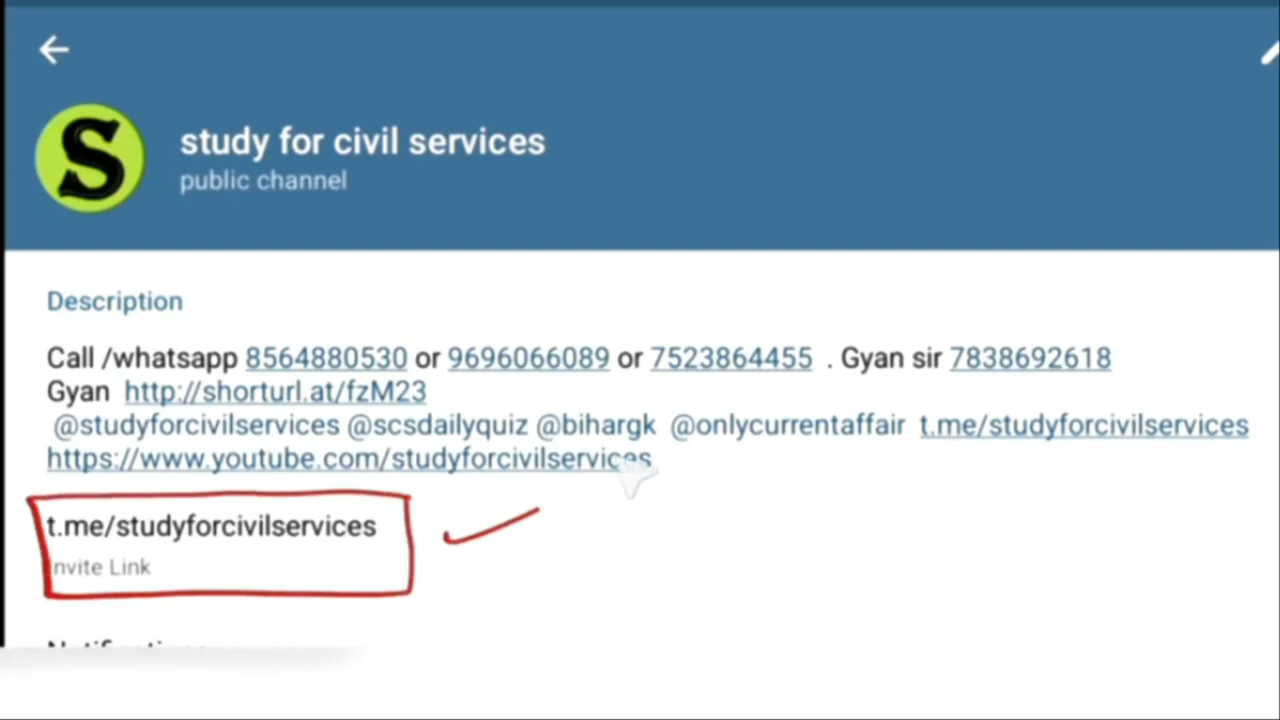 S
study for civil services
public channel
Description
Call /whatsapp 8564880530 or 9696066089 or 7523864455 . Gyan sir 7838692618
Gyan http://shorturl.at/fzM23
@studyforcivilservices @scsdailyquiz @bihargk @onlycurrentaffair t.me/studyforcivilservices
https://www.youtube.com/studyforcivilservices
t.me/studyforcivilservices
Invite Link